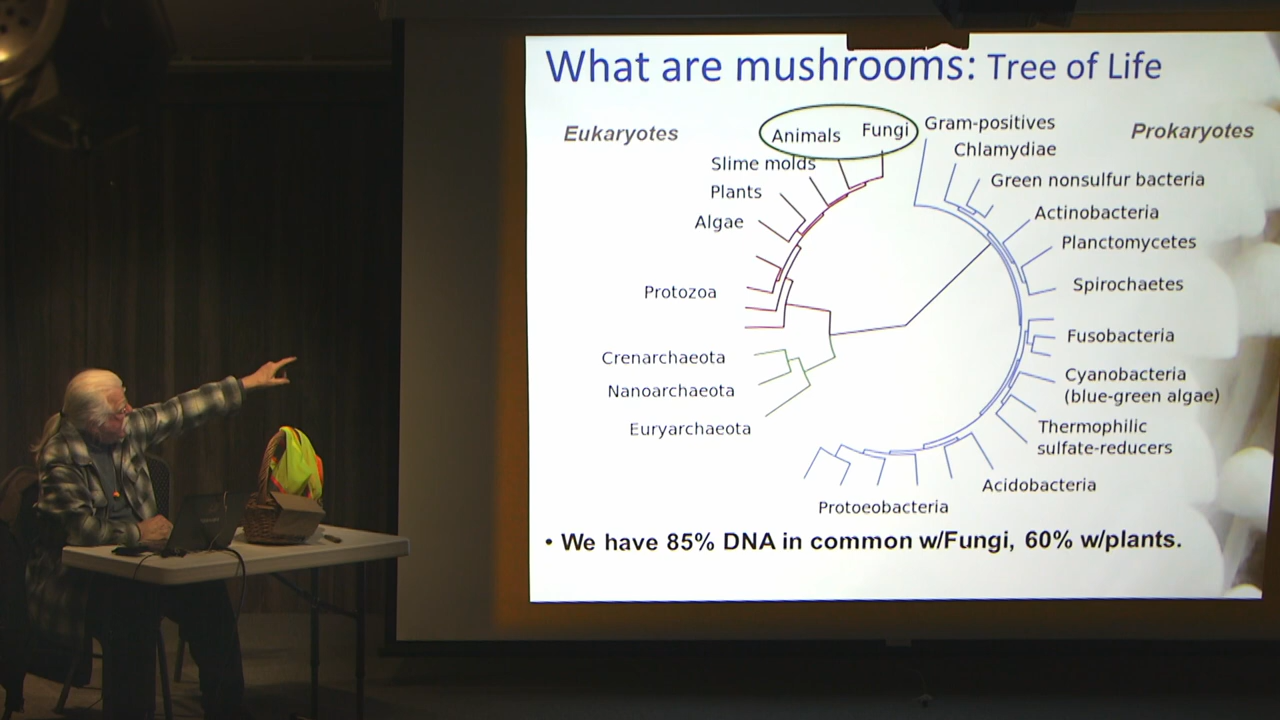 What are mushrooms: Tree of Life
Eukaryotes
Prokaryotes
Animals
Fungi
Gram-positives
Chlamydiae
Slime molds
Green nonsulfur bacteria
Plants
Actinobacteria
Algae
Planctomycetes
Protozoa
Spirochaetes
Fusobacteria
Crenarchaeota
Cyanobacteria
(blue-green algae)
Nanoarchaeota
Euryarchaeota
Thermophilic
sulfate-reducers
Acidobacteria
Protoeobacteria
• We have 85% DNA in common w/Fungi, 60% w/plants.